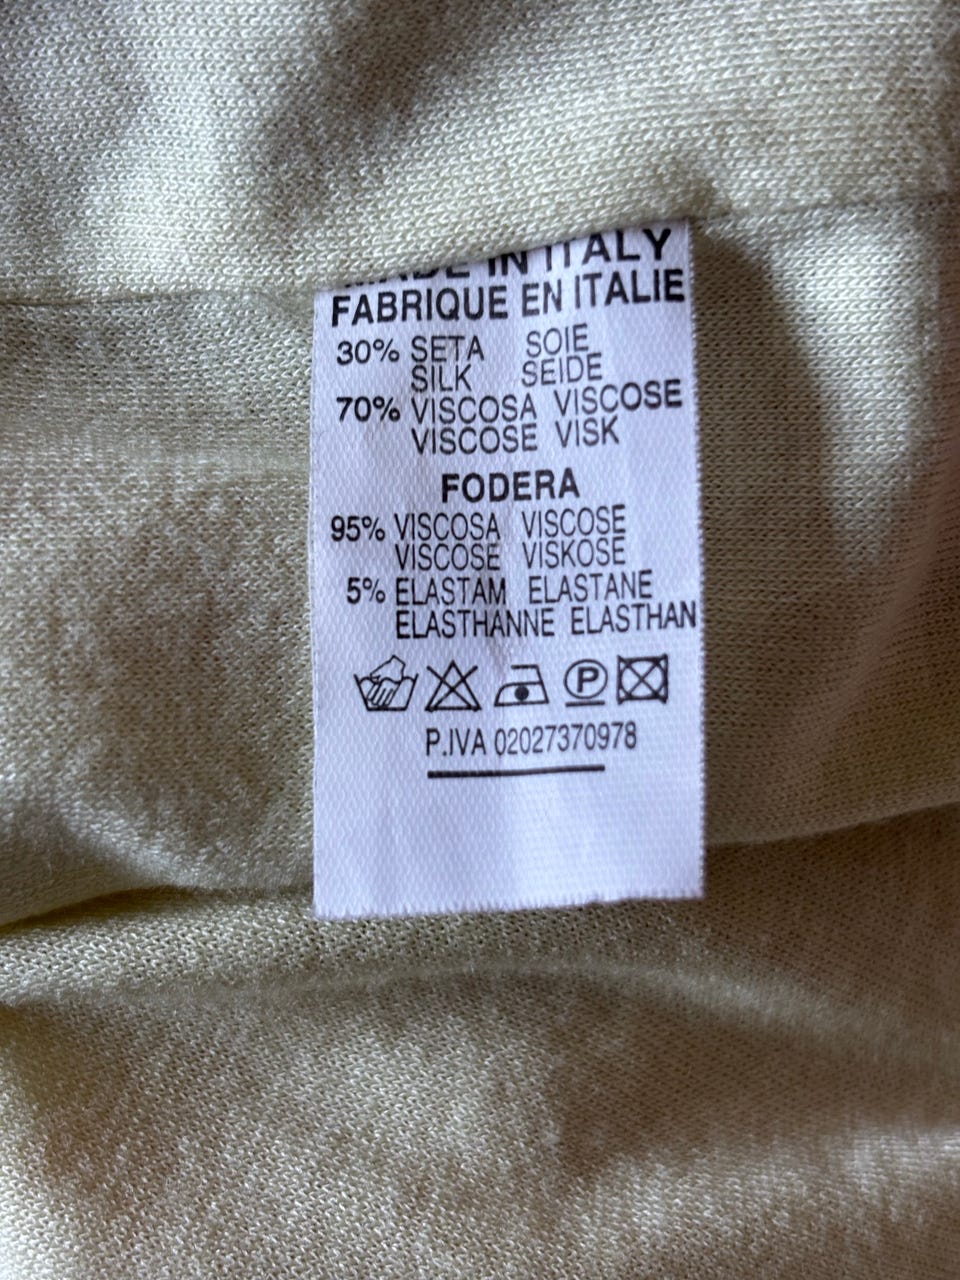 MADE IN ITALY
FABRIQUE EN ITALIE
30% SETA SOIE
SILK SEIDE
70% VISCOSA VISCOSE
VISCOSE VISK
FODERA
95% VISCOSA VISCOSE
VISCOSE VISKOSE
5% ELASTAM ELASTANE
ELASTHANNE ELASTHAN
P
P.IVA 02027370978